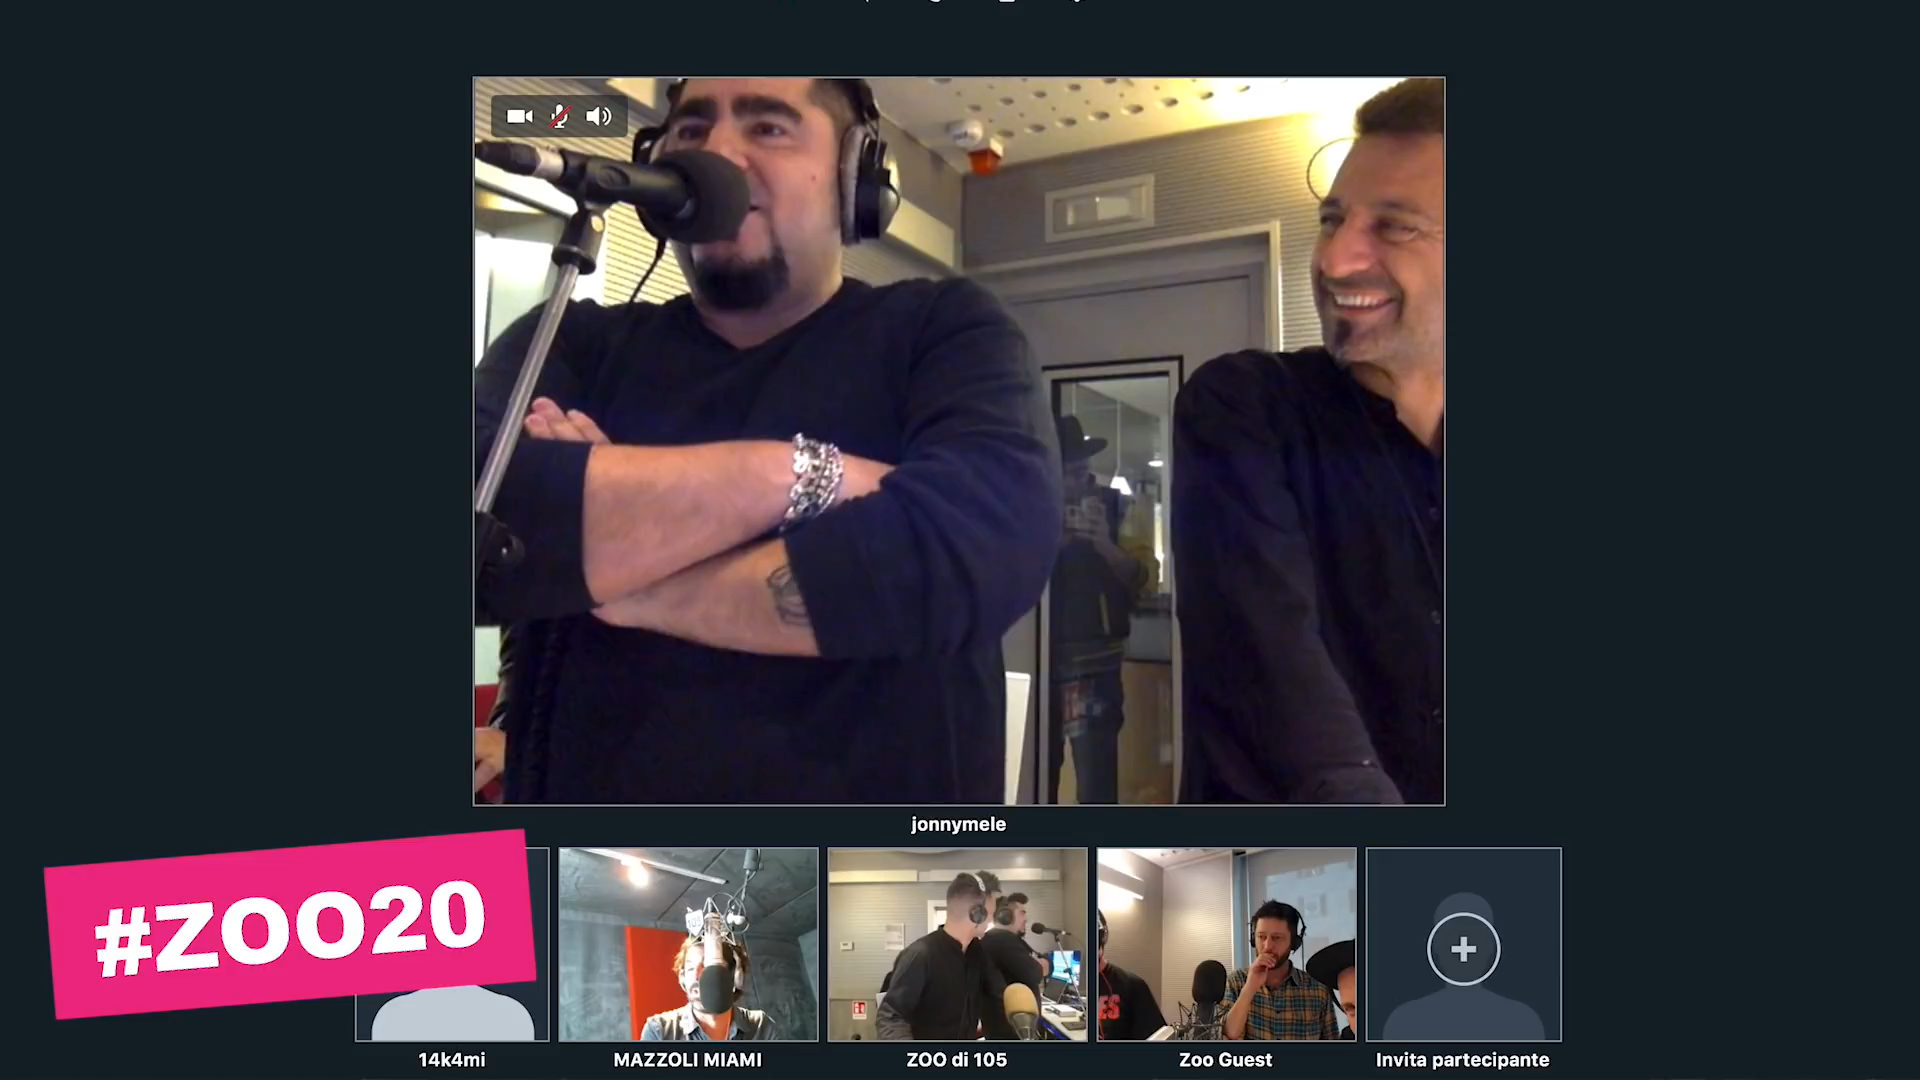 jonnymele
#ZOO20
14k4mi
MAZZOLI MIAMI
ZOO di 105
Zoo Guest
Invita partecipante